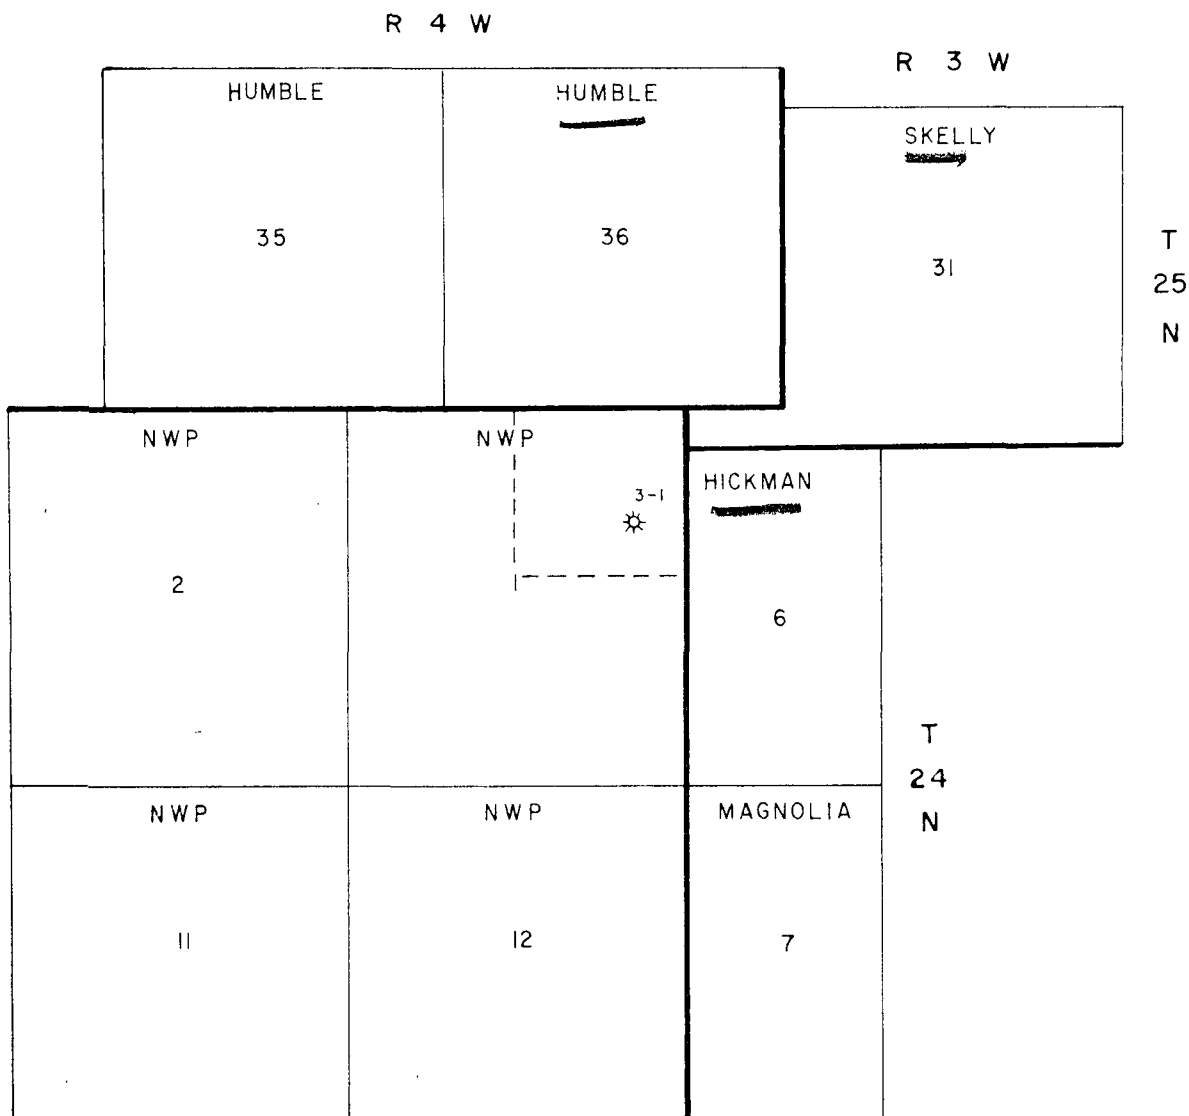 R 4 W
R 3 W
HUMBLE
HUMBLE
SKELLY
35
36
31
T
25
N
NWP
NWP
3-1
HICKMAN
2
6
T
24
N
NWP
NWP
MAGNOLIA
11
12
7